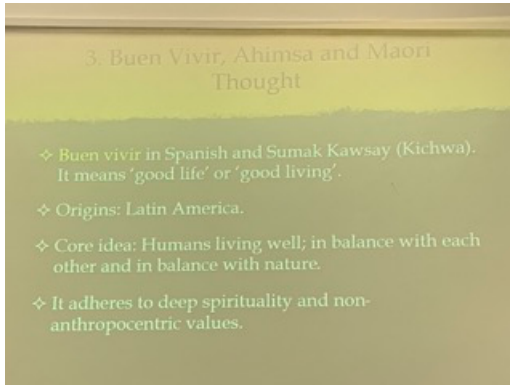 3. Buen Vivir, Ahimsa and Maori
Thought
✧ Buen vivir in Spanish and Sumak Kawsay (Kichwa).
It means ‘good life’ or ‘good living’.
✧ Origins: Latin America.
✧ Core idea: Humans living well; in balance with each
other and in balance with nature.
✧ It adheres to deep spirituality and non-
anthropocentric values.